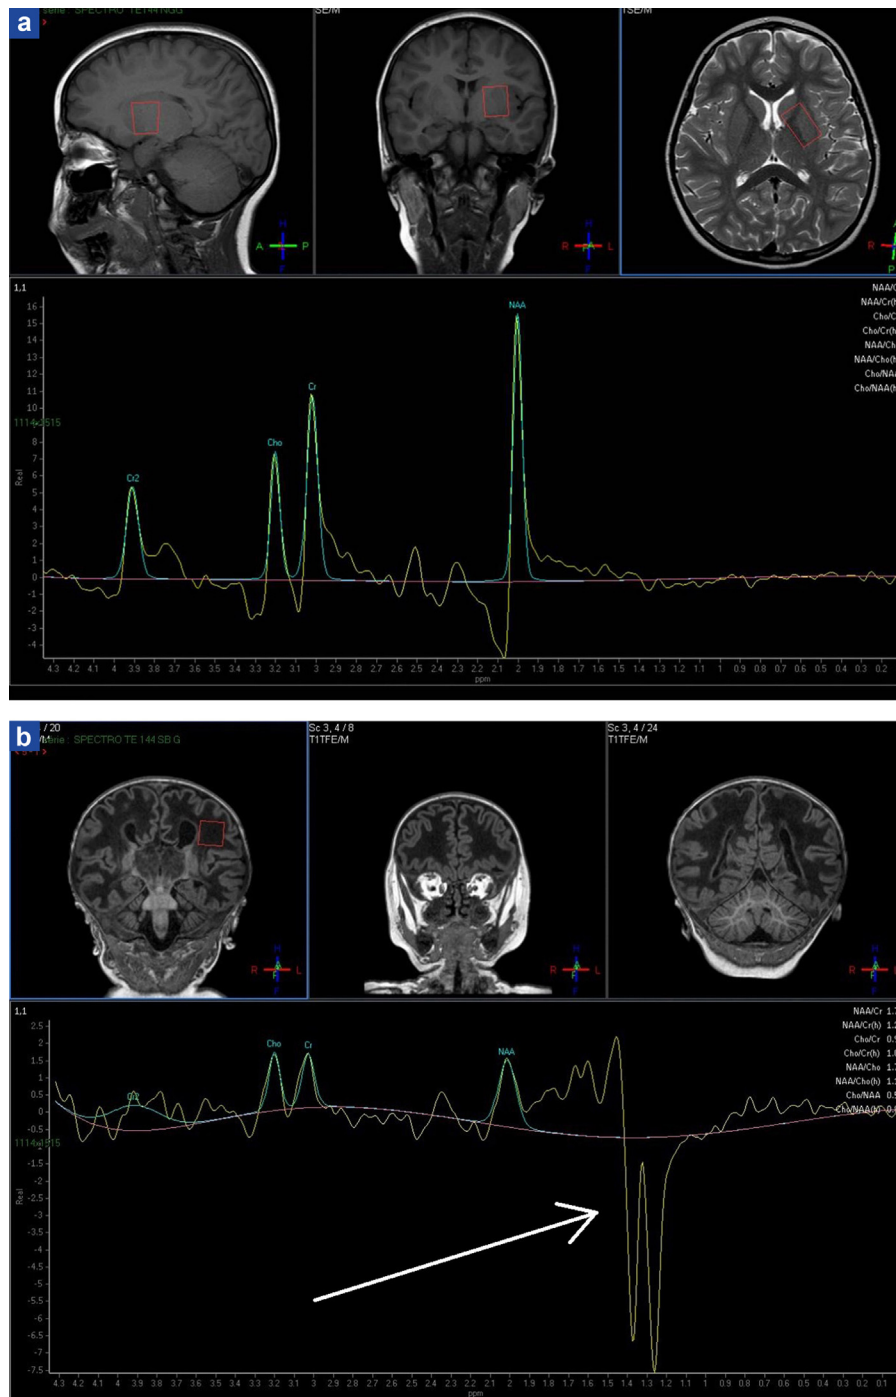 a
serie : SPECTRO TE144 NGG
SE/M
TSE/M
H
A P
F
H
R L
F
R
P
1,1
NAA/C
NAA/Cr(h
Cho/C
Cho/Cr(h
NAA/Ch
NAA/Cho(h
Cho/NA
Cho/NAA(h
16
15
14
13
12
11
10
8
7
6
5
4
3
2
1
0
-1
-2
-3
-4
Real
NAA
Cr
Cho
Cr2
4.3 4.2 4.1 4 3.9 3.8 3.7 3.6 3.5 3.4 3.3 3.2 3.1 3 2.9 2.8 2.7 2.6 2.5 2.4 2.3 2.2 2.1 2 1.9 1.8 1.7 1.6 1.5 1.4 1.3 1.2 1.1 1 0.9 0.8 0.7 0.6 0.5 0.4 0.3 0.2
ppm
b
/ 20
serie : SPECTRO TE 144 SB G
Sc 3, 4 / 8
T1TFE/M
Sc 3, 4 / 24
T1TFE/M
H
R L
F
H
R L
F
H
R L
F
1,1
NAA/Cr 1.
NAA/Cr(h) 1.
Cho/Cr 0.
Cho/Cr(h) 1.
NAA/Cho 1.
NAA/Cho(h) 1.
Cho/NAA 0.
Cho/NAA(h)
2.5
2
1.5
1
0.5
0
-0.5
-1.5
-2
-2.5
-3
-3.5
-4
-4.5
-5
-5.5
-6
-6.5
-7
-7.5
Real
Cho
Cr
NAA
4.3 4.2 4.1 4 3.9 3.8 3.7 3.6 3.5 3.4 3.3 3.2 3.1 3 2.9 2.8 2.7 2.6 2.5 2.4 2.3 2.2 2.1 2 1.9 1.8 1.7 1.6 1.5 1.4 1.3 1.2 1.1 1 0.9 0.8 0.7 0.6 0.5 0.4 0.3 0.2 0.1
ppm